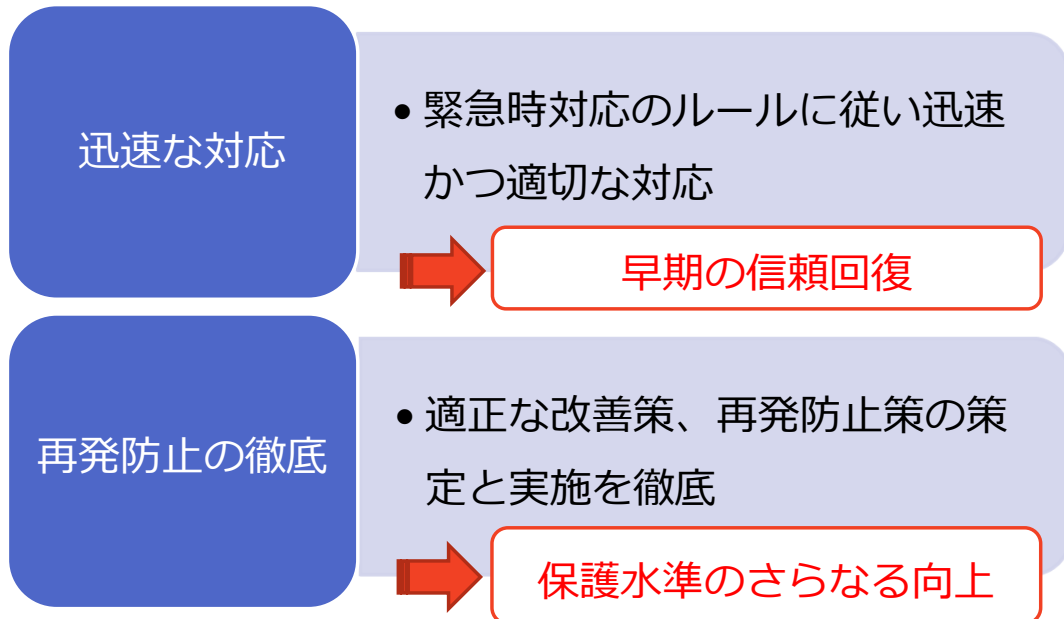 迅速な対応
• 緊急時対応のルールに従い迅速
かつ適切な対応
早期の信頼回復
再発防止の徹底
• 適正な改善策、再発防止策の策
定と実施を徹底
保護水準のさらなる向上